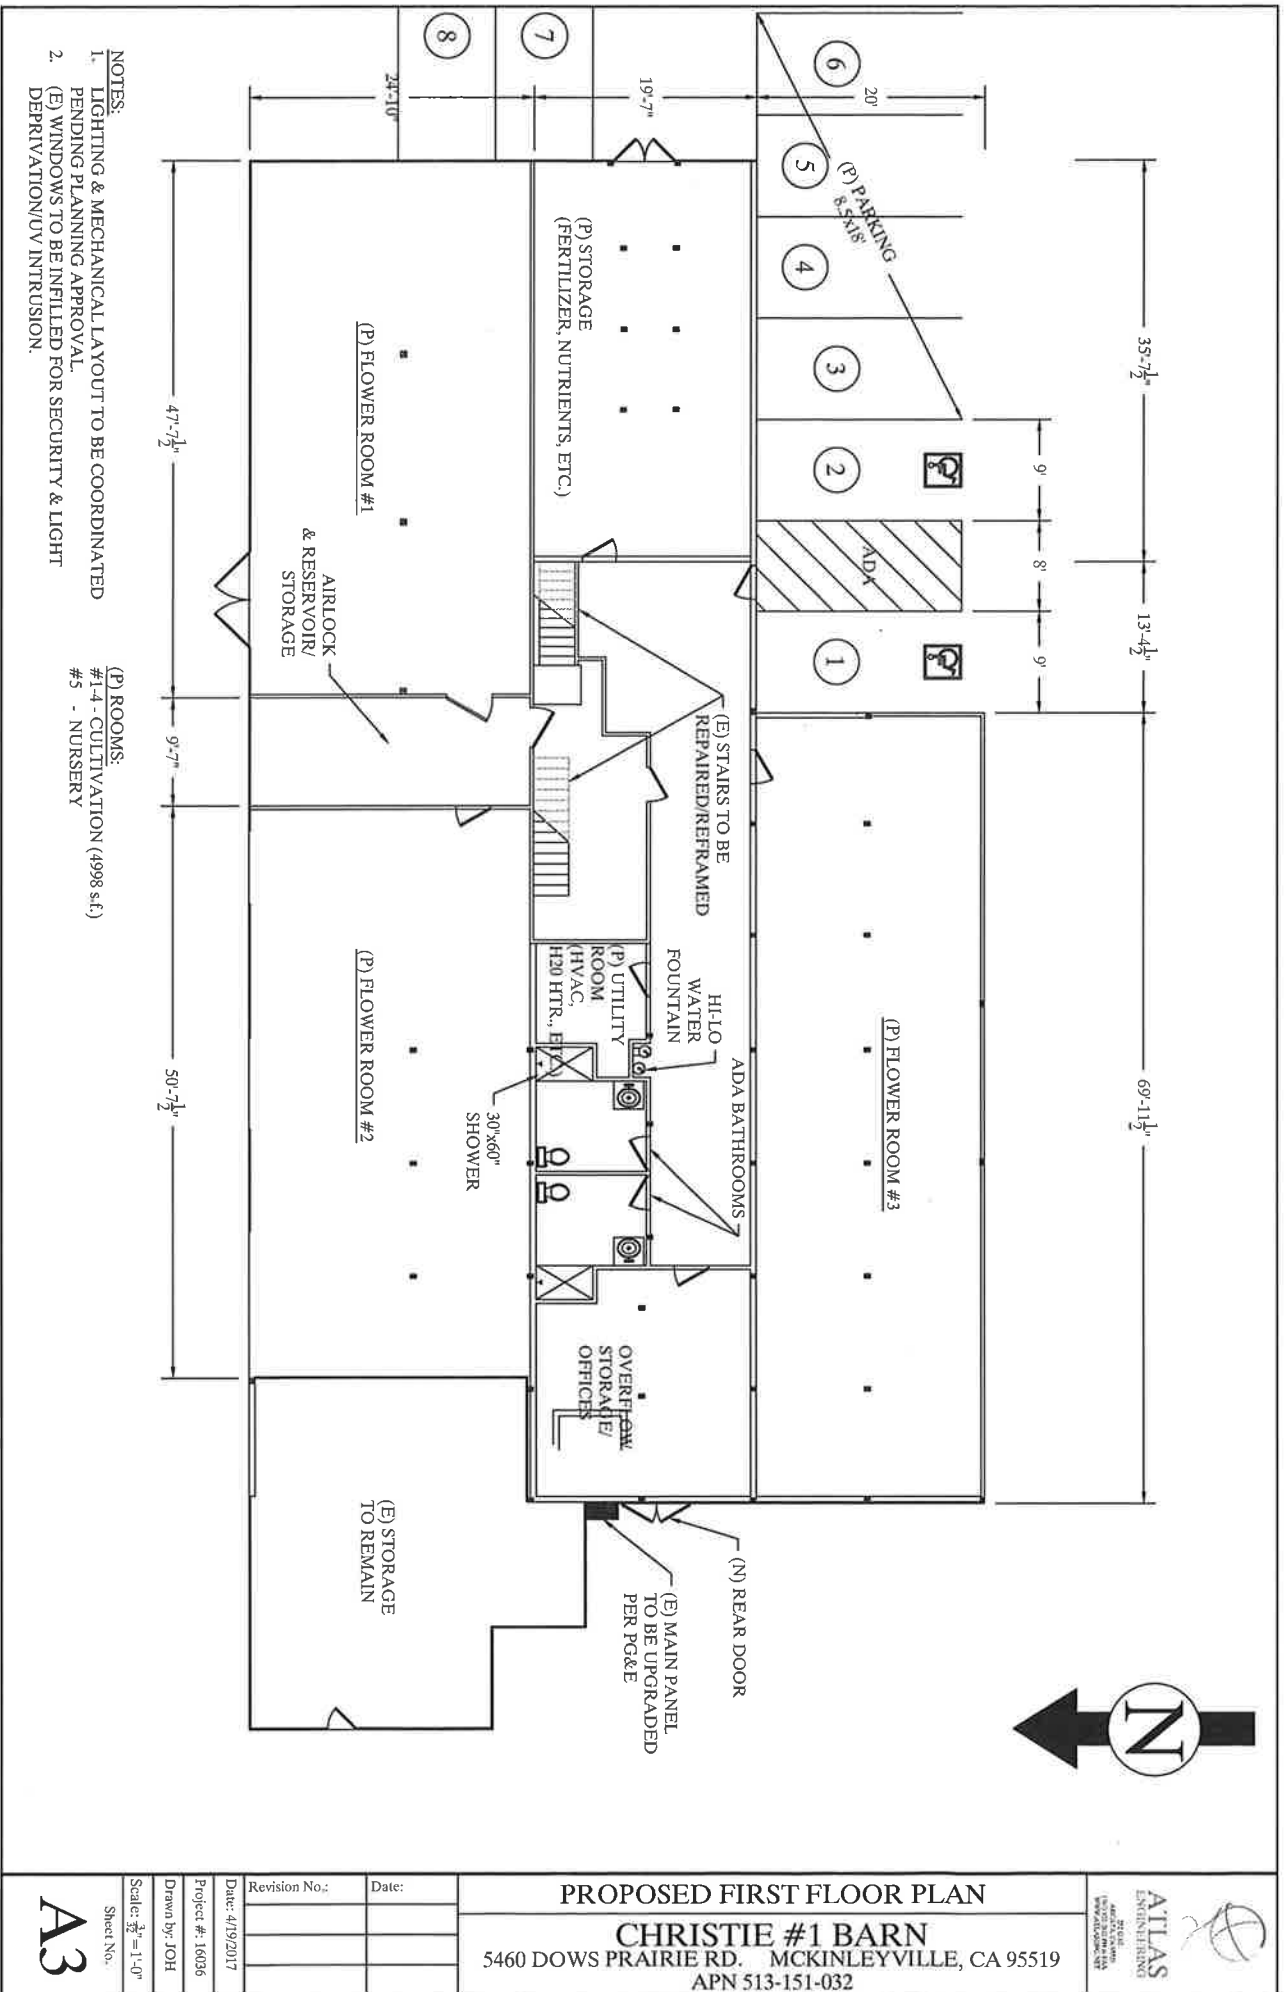 8
7
6
5
4
3
2
1
20'
19'-7"
24'-10"
(P) PARKING
8.5'x18'
35'-7½"
13'-4½"
69'-11½"
9'
8'
9'
ADA
(P) STORAGE
(FERTILIZER, NUTRIENTS, ETC.)
(P) FLOWER ROOM #1
AIRLOCK
& RESERVOIR/
STORAGE
(E) STAIRS TO BE
REPAIRED/REFRAMED
(P) UTILITY
ROOM
(HVAC,
H20 HTR., ETC.)
HI-LO
WATER
FOUNTAIN
ADA BATHROOMS
30"x60"
SHOWER
(P) FLOWER ROOM #2
(P) FLOWER ROOM #3
OVERFLOW
STORAGE/
OFFICES
(E) STORAGE
TO REMAIN
(N) REAR DOOR
(E) MAIN PANEL
TO BE UPGRADED
PER PG&E
47'-7½"
9'-7"
50'-7½"
NOTES:
1. LIGHTING & MECHANICAL LAYOUT TO BE COORDINATED
PENDING PLANNING APPROVAL.
2. (E) WINDOWS TO BE INFILLED FOR SECURITY & LIGHT
DEPRIVATION/UV INTRUSION.
(P) ROOMS:
#1-4 - CULTIVATION (4998 s.f.)
#5 - NURSERY
N
ATLAS
ENGINEERING
PROPOSED FIRST FLOOR PLAN
CHRISTIE #1 BARN
5460 DOWS PRAIRIE RD. MCKINLEYVILLE, CA 95519
APN 513-151-032
Revision No.:
Date:
Date: 4/19/2017
Project #: 16036
Drawn by: JOH
Scale: 3/32" = 1'-0"
Sheet No.
A3